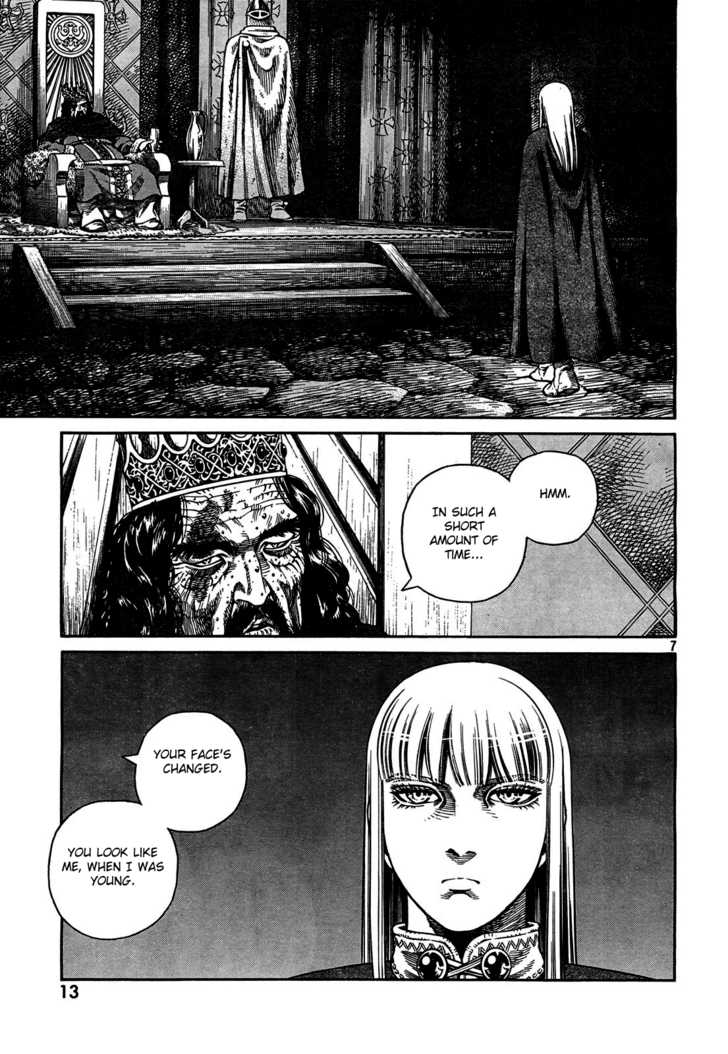 HMM.
IN SUCH A
SHORT
AMOUNT OF
TIME...
7
YOUR FACE'S
CHANGED.
YOU LOOK LIKE
ME, WHEN I WAS
YOUNG.
13